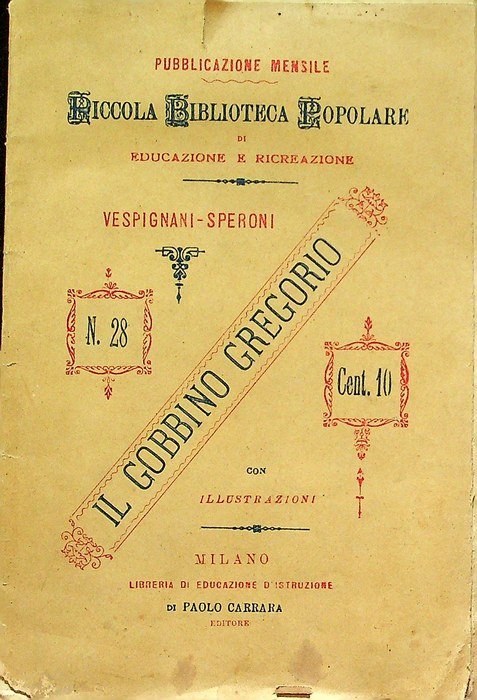 PUBBLICAZIONE MENSILE
PICCOLA BIBLIOTECA POPOLARE
DI
EDUCAZIONE E RICREAZIONE
VESPIGNANI-SPERONI
N. 28
IL GOBBINO GREGORIO
Cent. 10
CON
ILLUSTRAZIONI
MILANO
LIBRERIA DI EDUCAZIONE D'ISTRUZIONE
DI PAOLO CARRARA
EDITORE